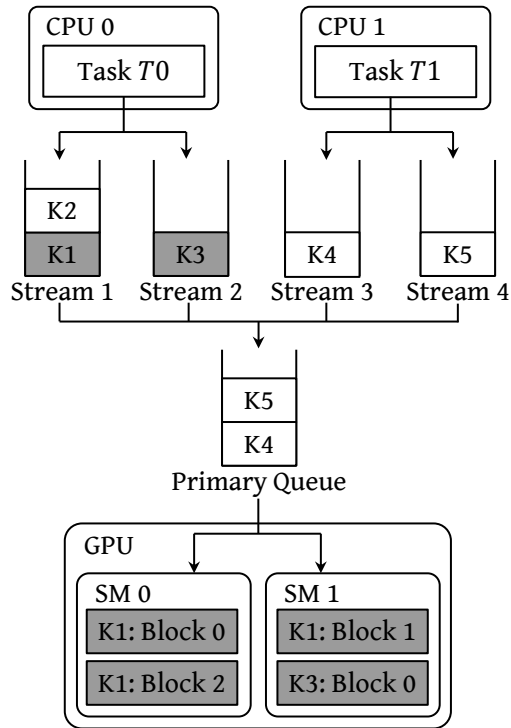 CPU 0
CPU 1
Task T0
Task T1
K2
K1
K3
K4
K5
Stream 1
Stream 2
Stream 3
Stream 4
K5
K4
Primary Queue
GPU
SM 0
SM 1
K1: Block 0
K1: Block 1
K1: Block 2
K3: Block 0